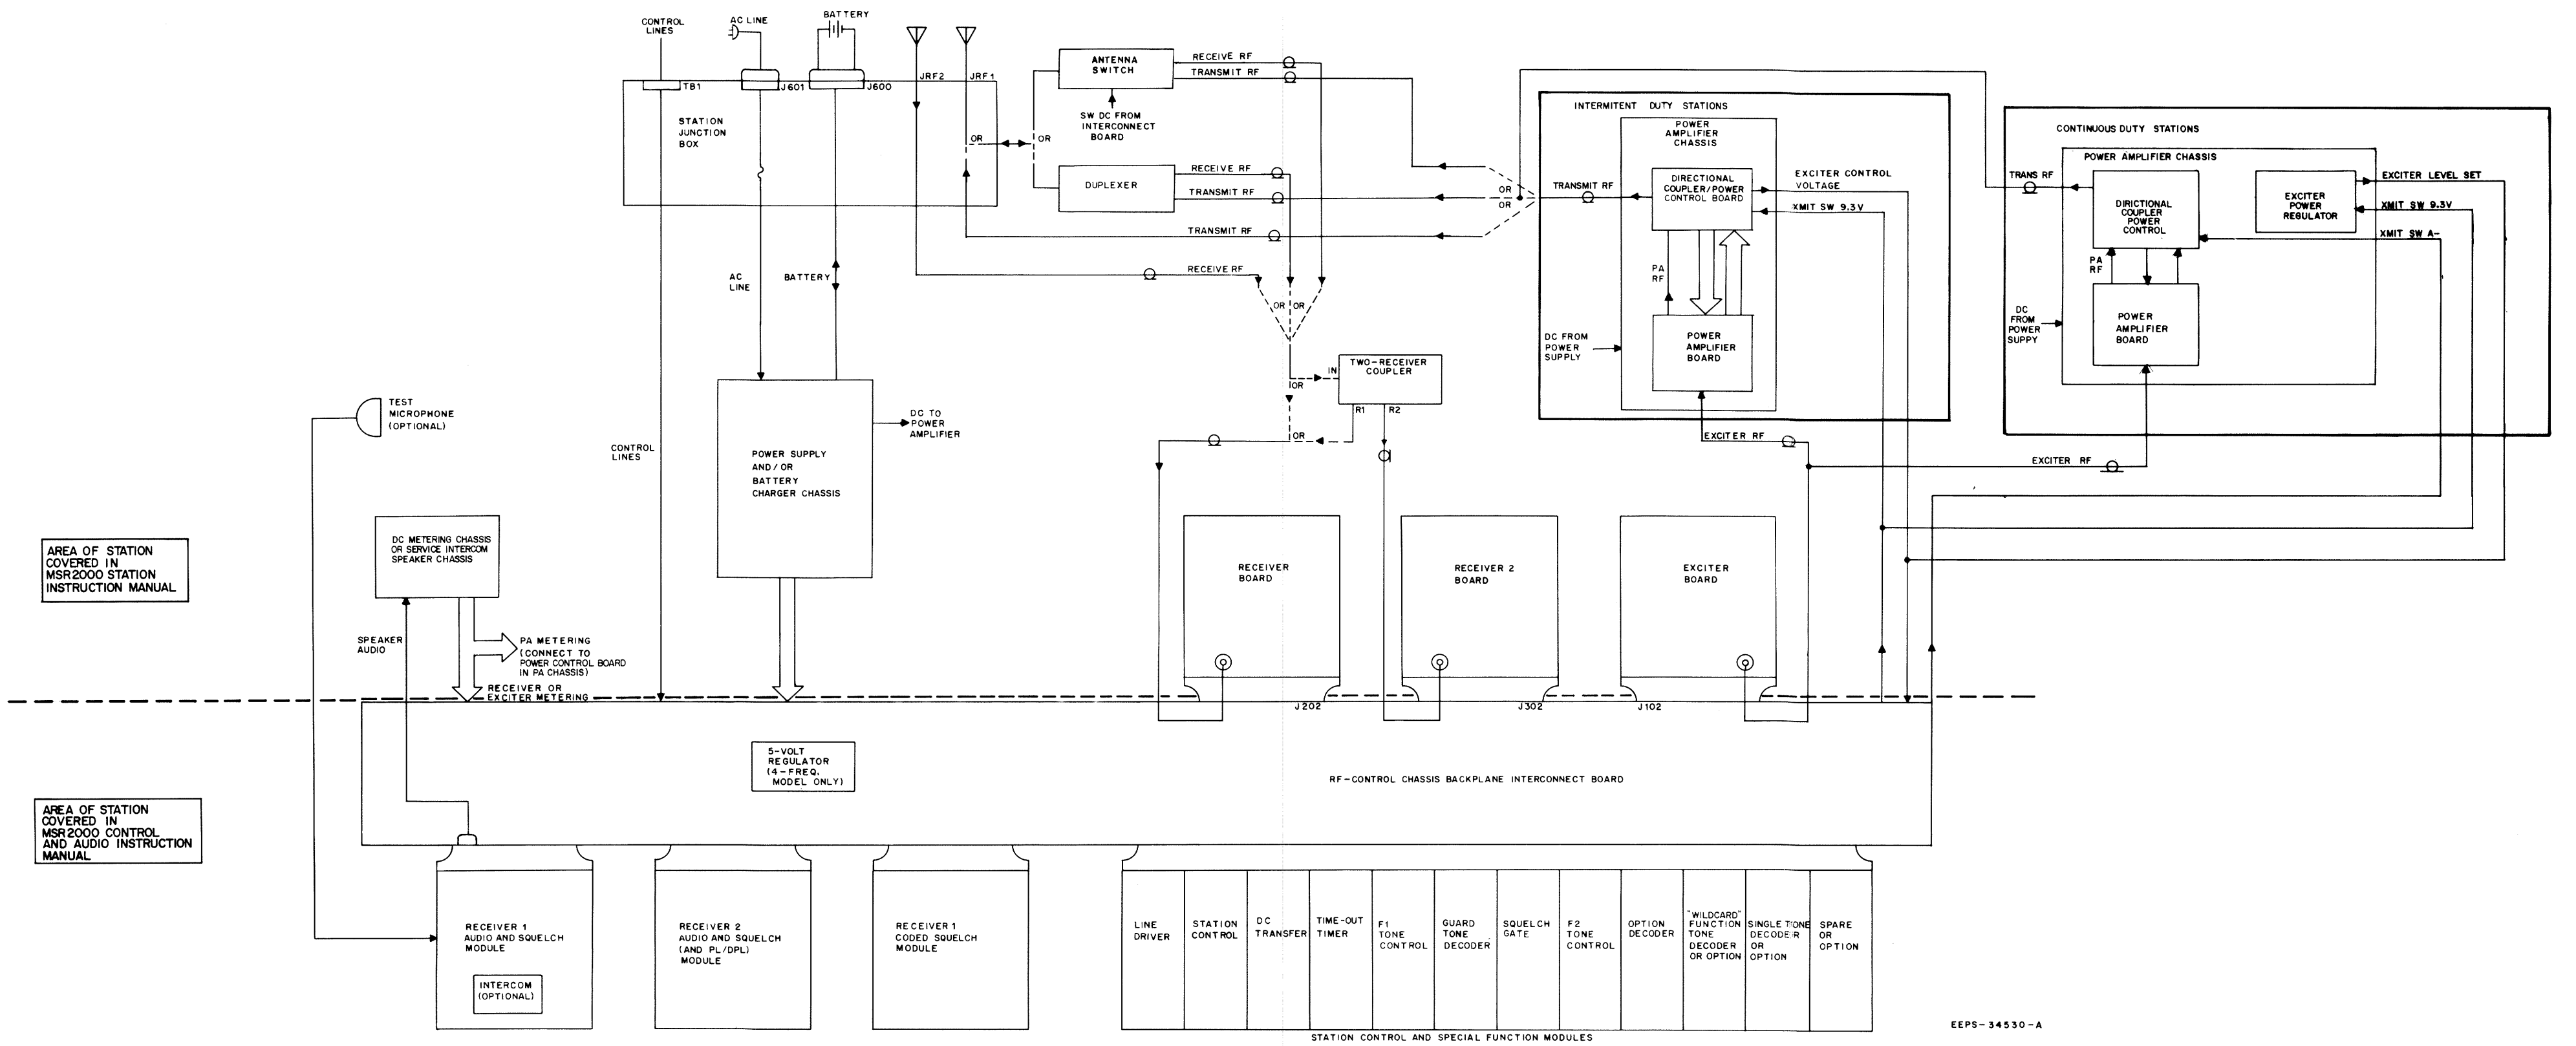 CONTROL
LINES
AC LINE
BATTERY
TB1
J601
J600
JRF2
JRF1
STATION
JUNCTION
BOX
OR
OR
ANTENNA
SWITCH
SW DC FROM
INTERCONNECT
BOARD
DUPLEXER
RECEIVE RF
TRANSMIT RF
RECEIVE RF
TRANSMIT RF
TRANSMIT RF
RECEIVE RF
OR
OR
OR
OR
TRANSMIT RF
INTERMITENT DUTY STATIONS
POWER
AMPLIFIER
CHASSIS
DIRECTIONAL
COUPLER/POWER
CONTROL BOARD
EXCITER CONTROL
VOLTAGE
XMIT SW 9.3V
PA
RF
POWER
AMPLIFIER
BOARD
DC FROM
POWER
SUPPLY
EXCITER RF
CONTINUOUS DUTY STATIONS
POWER AMPLIFIER CHASSIS
TRANS RF
DIRICTIONAL
COUPLER
POWER
CONTROL
EXCITER
POWER
REGULATOR
EXCITER LEVEL SET
XMIT SW 9.3V
XMIT SW A-
PA
RF
POWER
AMPLIFIER
BOARD
DC
FROM
POWER
SUPPY
EXCITER RF
AC
LINE
BATTERY
TWO-RECEIVER
COUPLER
IN
OR
R1
R2
OR
TEST
MICROPHONE
(OPTIONAL)
CONTROL
LINES
DC TO
POWER
AMPLIFIER
POWER SUPPLY
AND/OR
BATTERY
CHARGER CHASSIS
AREA OF STATION
COVERED IN
MSR2000 STATION
INSTRUCTION MANUAL
DC METERING CHASSIS
OR SERVICE INTERCOM
SPEAKER CHASSIS
SPEAKER
AUDIO
PA METERING
(CONNECT TO
POWER CONTROL BOARD
IN PA CHASSIS)
RECEIVER OR
EXCITER METERING
RECEIVER
BOARD
RECEIVER 2
BOARD
EXCITER
BOARD
J202
J302
J102
5-VOLT
REGULATOR
(4-FREQ.
MODEL ONLY)
RF-CONTROL CHASSIS BACKPLANE INTERCONNECT BOARD
AREA OF STATION
COVERED IN
MSR2000 CONTROL
AND AUDIO INSTRUCTION
MANUAL
RECEIVER 1
AUDIO AND SQUELCH
MODULE
INTERCOM
(OPTIONAL)
RECEIVER 2
AUDIO AND SQUELCH
(AND PL/DPL)
MODULE
RECEIVER 1
CODED SQUELCH
MODULE
LINE
DRIVER
STATION
CONTROL
DC
TRANSFER
TIME-OUT
TIMER
F1
TONE
CONTROL
GUARD
TONE
DECODER
SQUELCH
GATE
F2
TONE
CONTROL
OPTION
DECODER
"WILDCARD"
FUNCTION
TONE
DECODER
OR OPTION
SINGLE TONE
DECODER
OR
OPTION
SPARE
OR
OPTION
STATION CONTROL AND SPECIAL FUNCTION MODULES
EEPS-34530-A